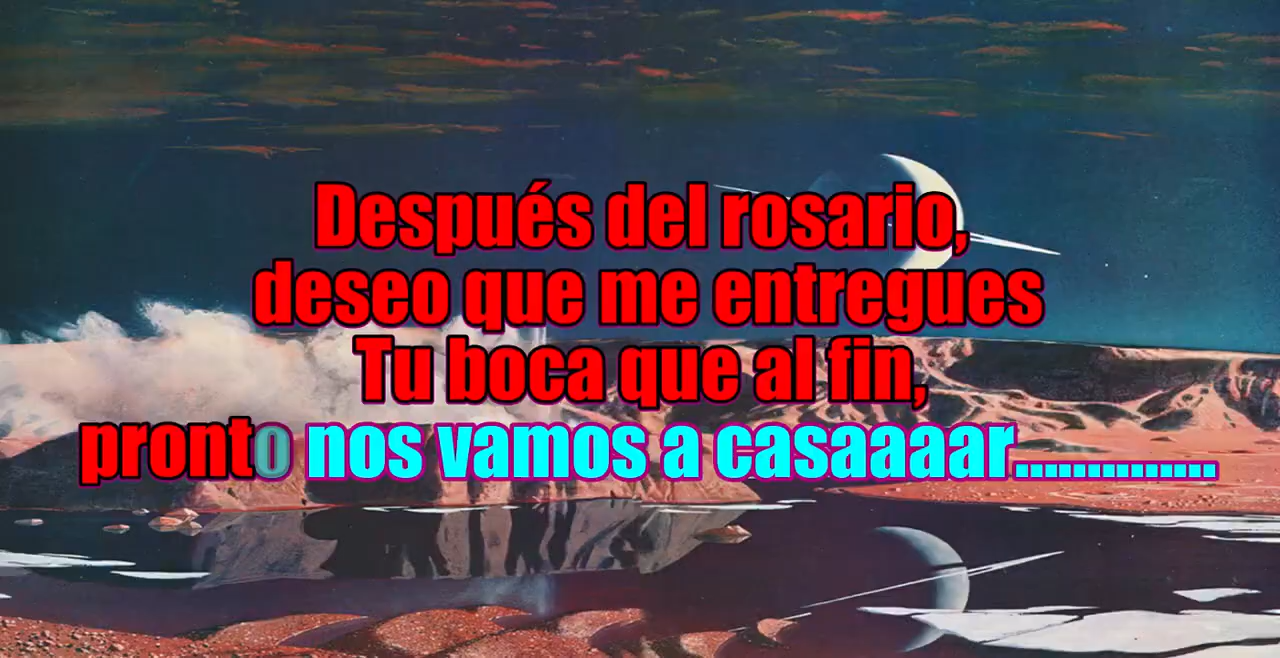 Después del rosario,
deseo que me entregues
Tu boca que al fin,
pronto nos vamos a casaaaar..............